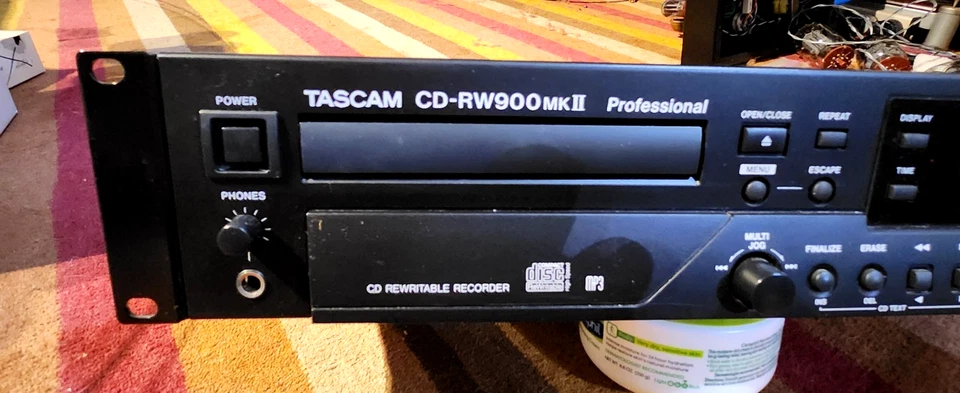 POWER
TASCAM CD-RW900MKII Professional
OPEN/CLOSE
REPEAT
DISPLAY
MENU
ESCAPE
TIME
PHONES
MULTI
JOG
FINALIZE
ERASE
INS
DEL
CD TEXT
CD REWRITABLE RECORDER
disc
MP3